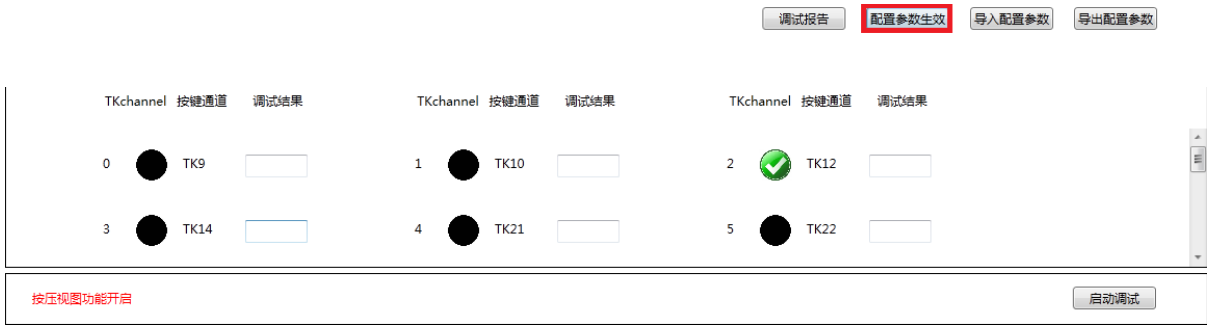 调试报告 配置参数生效 导入配置参数 导出配置参数
TKchannel 按键通道 调试结果 TKchannel 按键通道 调试结果 TKchannel 按键通道 调试结果
0 TK9 1 TK10 2 TK12
3 TK14 4 TK21 5 TK22
按压视图功能开启 启动调试